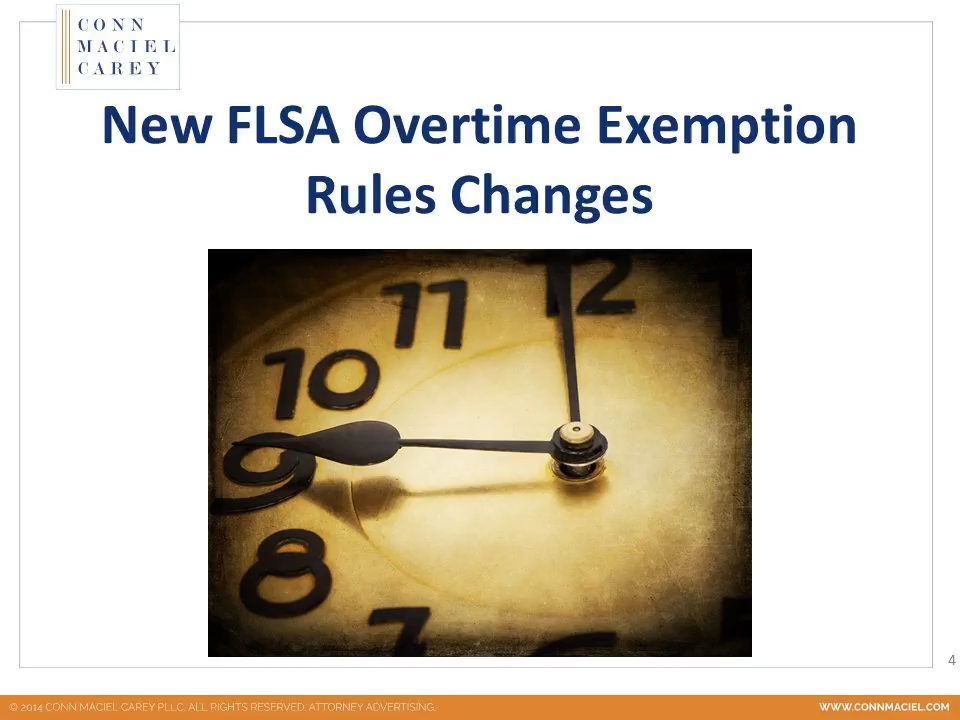 CONN
MACIEL
CAREY
New FLSA Overtime Exemption
Rules Changes
11
12
10
9
8
7
4
© 2014 CONN MACIEL CAREY PLLC. ALL RIGHTS RESERVED. ATTORNEY ADVERTISING.
WWW.CONNMACIEL.COM